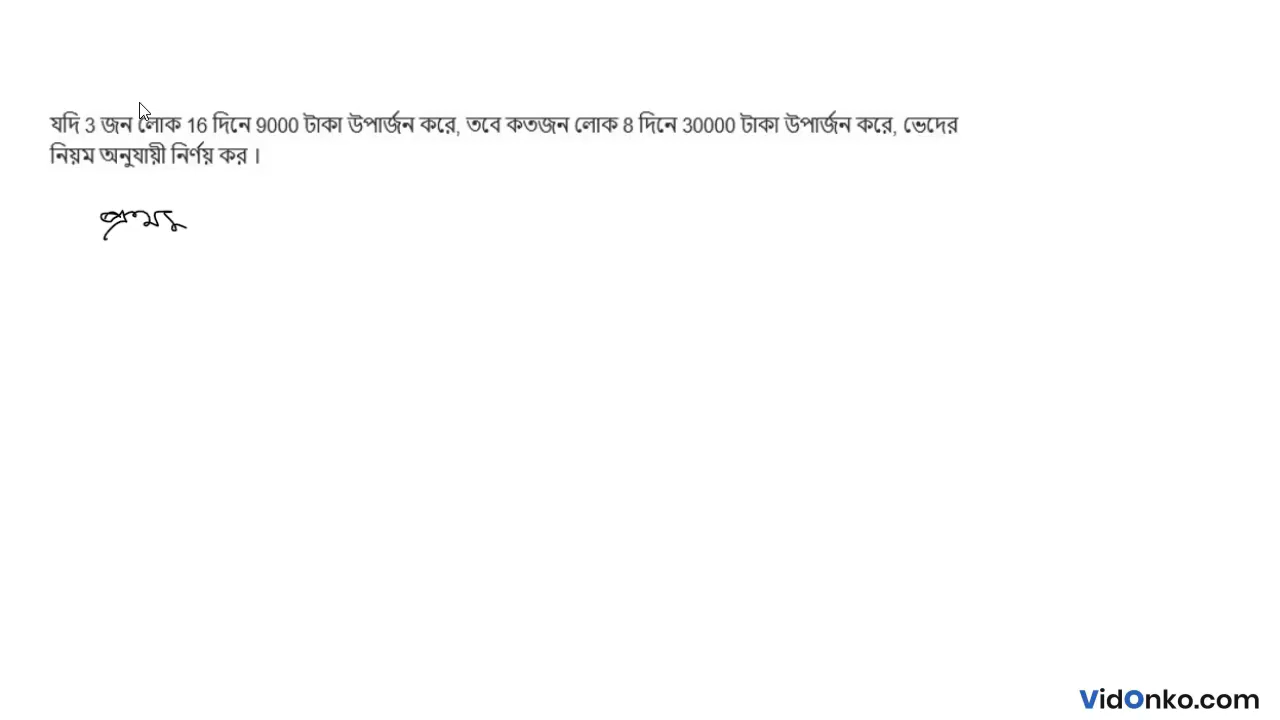 যদি 3 জন লোক 16 দিনে 9000 টাকা উপার্জন করে, তবে কতজন লোক 8 দিনে 30000 টাকা উপার্জন করে, ভেদের
নিয়ম অনুযায়ী নির্ণয় কর ।
VidOnko.com